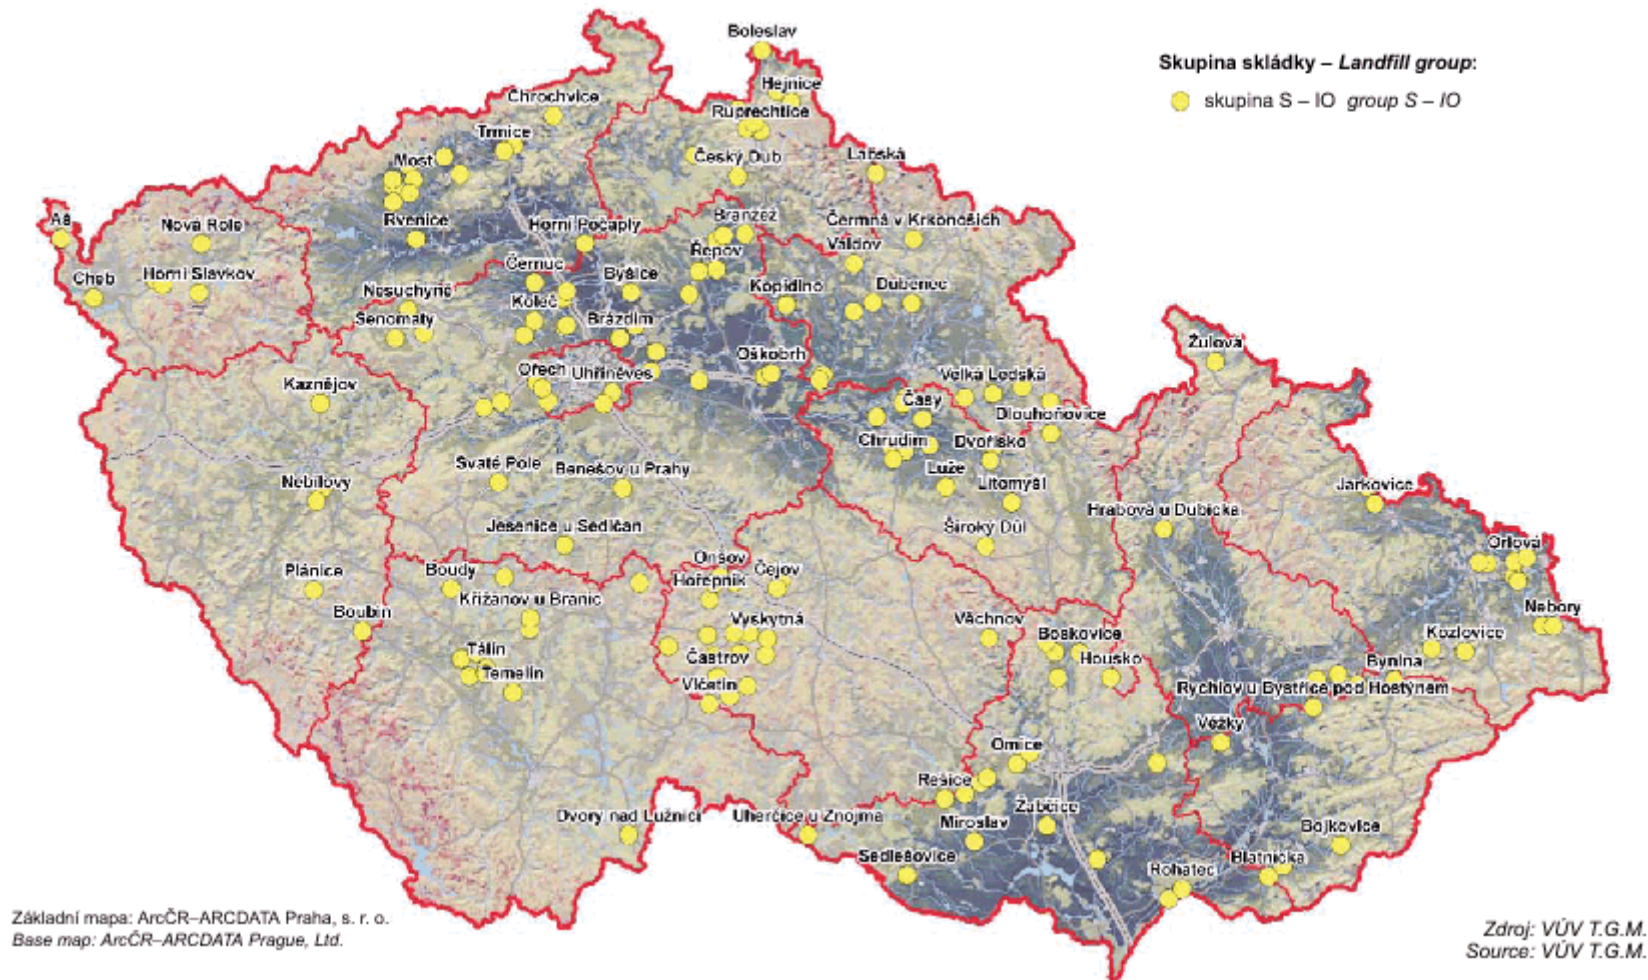 Boleslav
Skupina skládky – Landfill group:
skupina S – IO group S – IO
Hejnice
Chrochvice
Ruprechtice
Trmice
Most
Český Dub
Labská
Aš
Nová Role
Rvenice
Horní Počaply
Branžež
Čermná v Krkonoších
Valdov
Řepov
Cheb
Horní Slavkov
Černuc
Byšice
Nesuchyně
Koleč
Kopidlno
Dubenec
Senomaty
Brázdim
Žulová
Kaznějov
Ořech
Uhříněves
Oškobrh
Velká Ledská
Časy
Dlouhoňovice
Chrudim
Dvořisko
Svaté Pole
Benešov u Prahy
Luže
Litomyšl
Nebílovy
Jarkovice
Hrabová u Dubicka
Jesenice u Sedlčan
Široký Důl
Orlová
Plánice
Boudy
Onšov
Čejov
Hořepník
Křižanov u Branic
Boubín
Vyskytná
Věchnov
Boskovice
Nebory
Kozlovice
Tálín
Častrov
Housko
Bynina
Temelín
Vlčetín
Rychlov u Bystřice pod Hostýnem
Věžky
Omice
Rešice
Dvory nad Lužnicí
Uherčice u Znojma
Miroslav
Žabčice
Bojkovice
Sedlešovice
Rohatec
Blatnička
Základní mapa: ArcČR–ARCDATA Praha, s. r. o.
Base map: ArcČR–ARCDATA Prague, Ltd.
Zdroj: VÚV T.G.M.
Source: VÚV T.G.M.